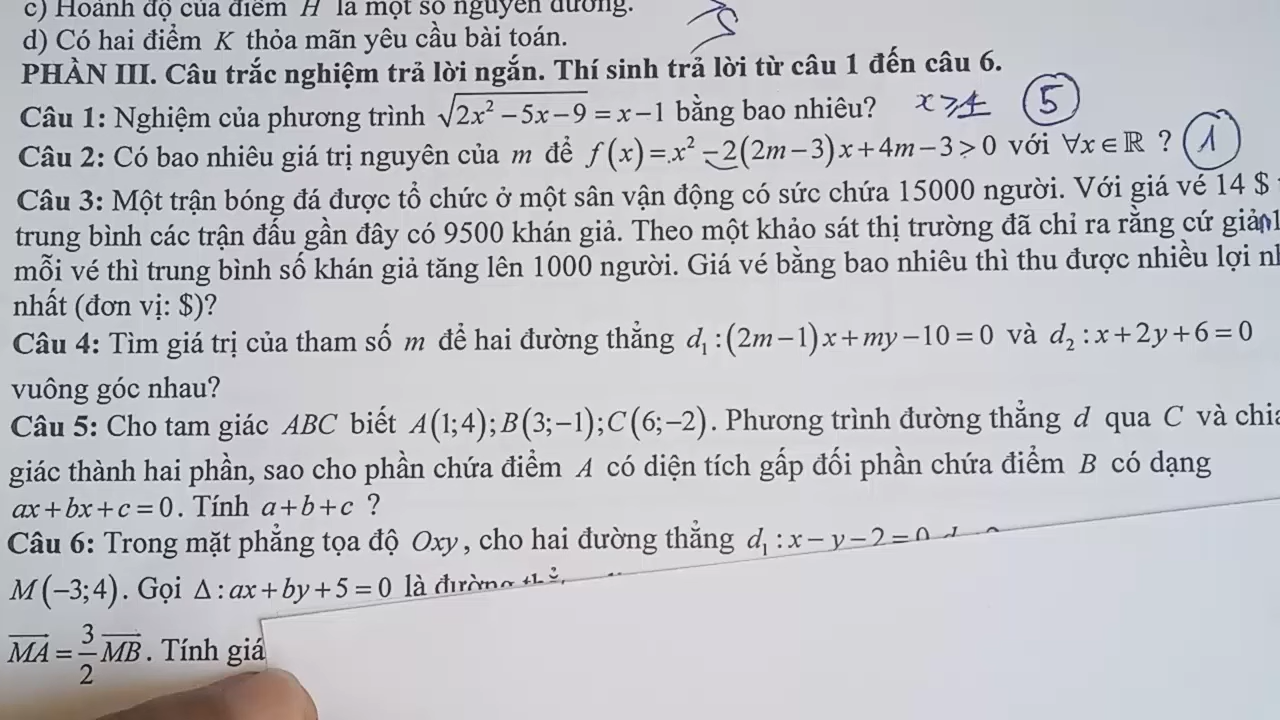 c) Hoành độ của điểm H là một số nguyên dương.
d) Có hai điểm K thỏa mãn yêu cầu bài toán.
PHẦN III. Câu trắc nghiệm trả lời ngắn. Thí sinh trả lời từ câu 1 đến câu 6.
Câu 1: Nghiệm của phương trình √(2x² − 5x − 9) = x − 1 bằng bao nhiêu? x ≥ 1 5
Câu 2: Có bao nhiêu giá trị nguyên của m để f(x) = x² − 2(2m − 3)x + 4m − 3 > 0 với ∀x ∈ ℝ ? 1
Câu 3: Một trận bóng đá được tổ chức ở một sân vận động có sức chứa 15000 người. Với giá vé 14 $
trung bình các trận đấu gần đây có 9500 khán giả. Theo một khảo sát thị trường đã chỉ ra rằng cứ giảm
mỗi vé thì trung bình số khán giả tăng lên 1000 người. Giá vé bằng bao nhiêu thì thu được nhiều lợi
nhất (đơn vị: $)?
Câu 4: Tìm giá trị của tham số m để hai đường thẳng d₁ : (2m − 1)x + my − 10 = 0 và d₂ : x + 2y + 6 = 0
vuông góc nhau?
Câu 5: Cho tam giác ABC biết A(1;4); B(3;−1); C(6;−2). Phương trình đường thẳng d qua C và chia
giác thành hai phần, sao cho phần chứa điểm A có diện tích gấp đối phần chứa điểm B có dạng
ax + bx + c = 0. Tính a + b + c ?
Câu 6: Trong mặt phẳng tọa độ Oxy, cho hai đường thẳng d₁ : x − y − 2 = 0
M(−3;4). Gọi Δ : ax + by + 5 = 0 là đường
MA = 3/2 MB. Tính giá